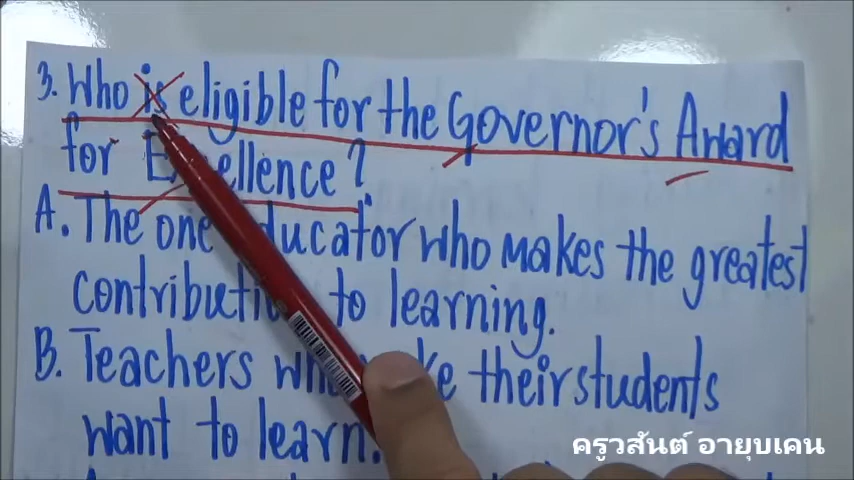 3. Who is eligible for the Governor's Award
for Excellence?
A. The one educator who makes the greatest
contribution to learning.
B. Teachers who make their students
want to learn.
ครูวสันต์ อายุบเคน